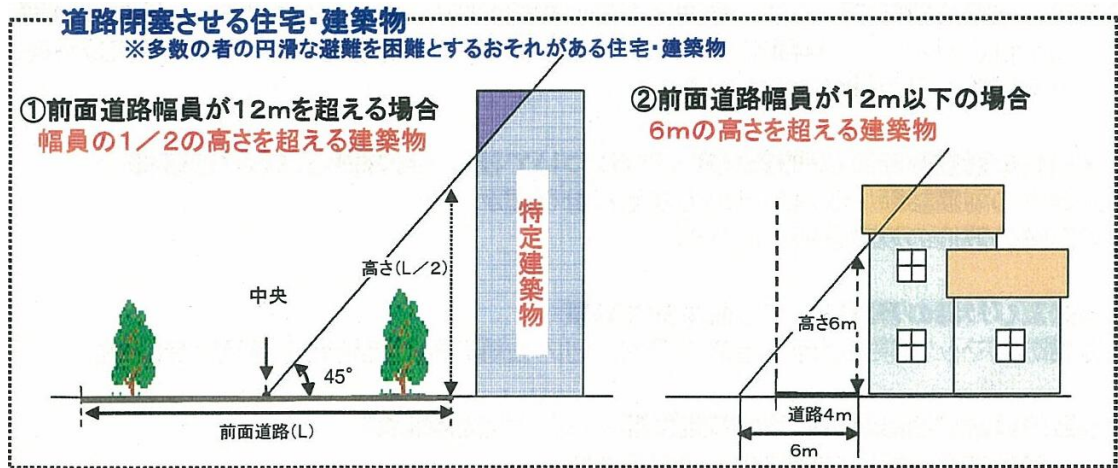 道路閉塞させる住宅・建築物
※多数の者の円滑な避難を困難とするおそれがある住宅・建築物
①前面道路幅員が12mを超える場合
幅員の1/2の高さを超える建築物
特定建築物
高さ(L/2)
中央
45°
前面道路(L)
②前面道路幅員が12m以下の場合
6mの高さを超える建築物
高さ6m
道路4m
6m